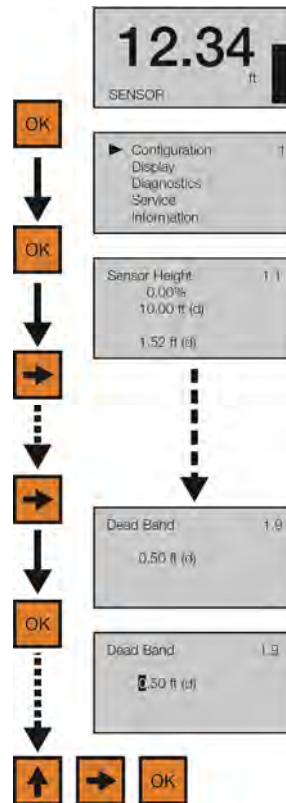 12.34
ft
SENSOR
OK
Configuration 1
Display
Diagnostics
Service
Information
OK
Sensor Height 1.1
0.00%
10.00 ft (d)
1.52 ft (d)
Dead Band 1.9
0.50 ft (d)
OK
Dead Band 1.9
0.50 ft (d)
OK